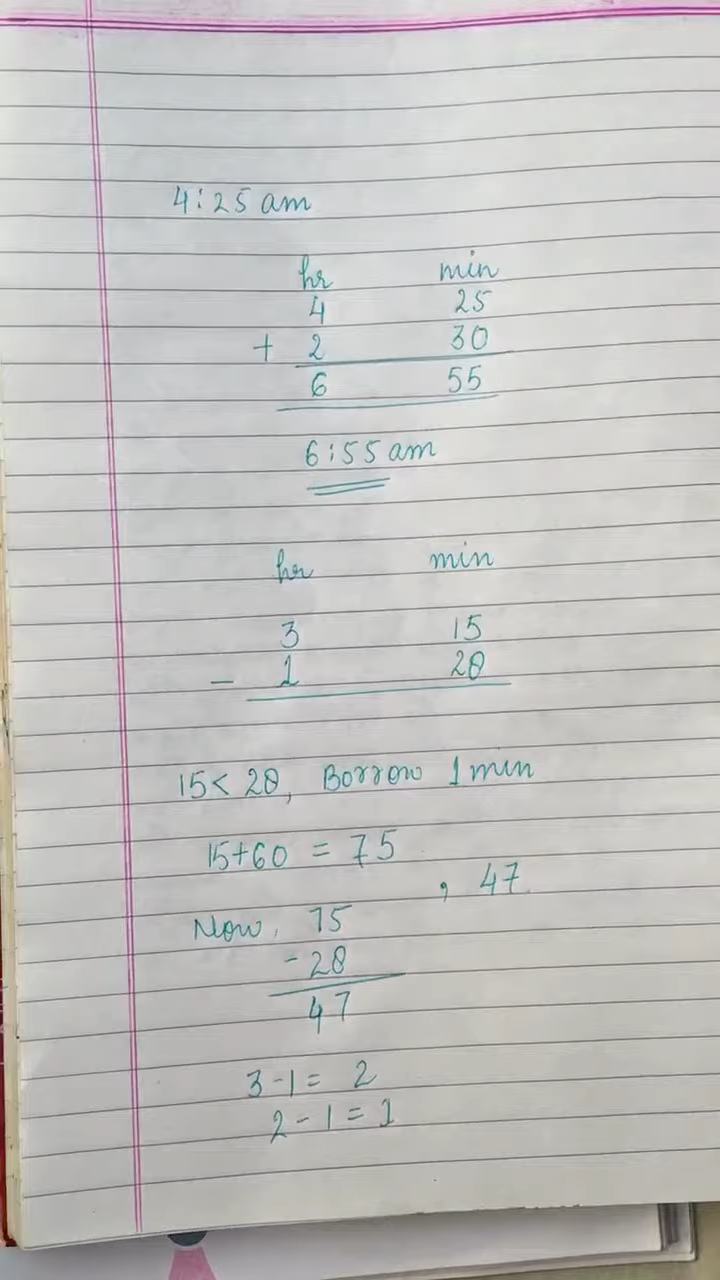 4:25 am
hr min
4 25
+ 2 30
6 55
6:55 am
hr min
3 15
- 1 28
15 < 28, Borrow 1 min
15+60 = 75
, 47
Now, 75
-28
47
3-1 = 2
2-1 = 1